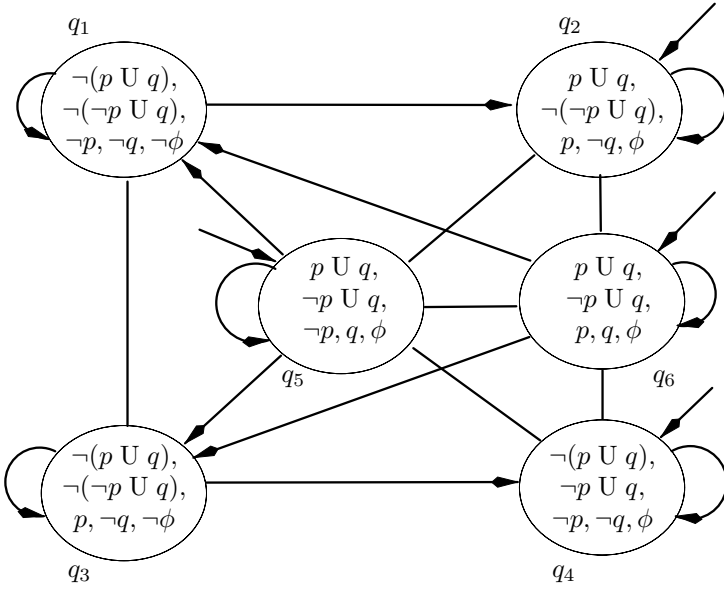 q₁
¬(p U q),
¬(¬p U q),
¬p, ¬q, ¬ϕ
q₂
p U q,
¬(¬p U q),
p, ¬q, ϕ
p U q,
¬p U q,
¬p, q, ϕ
q₅
p U q,
¬p U q,
p, q, ϕ
q₆
¬(p U q),
¬(¬p U q),
p, ¬q, ¬ϕ
q₃
¬(p U q),
¬p U q,
¬p, ¬q, ϕ
q₄